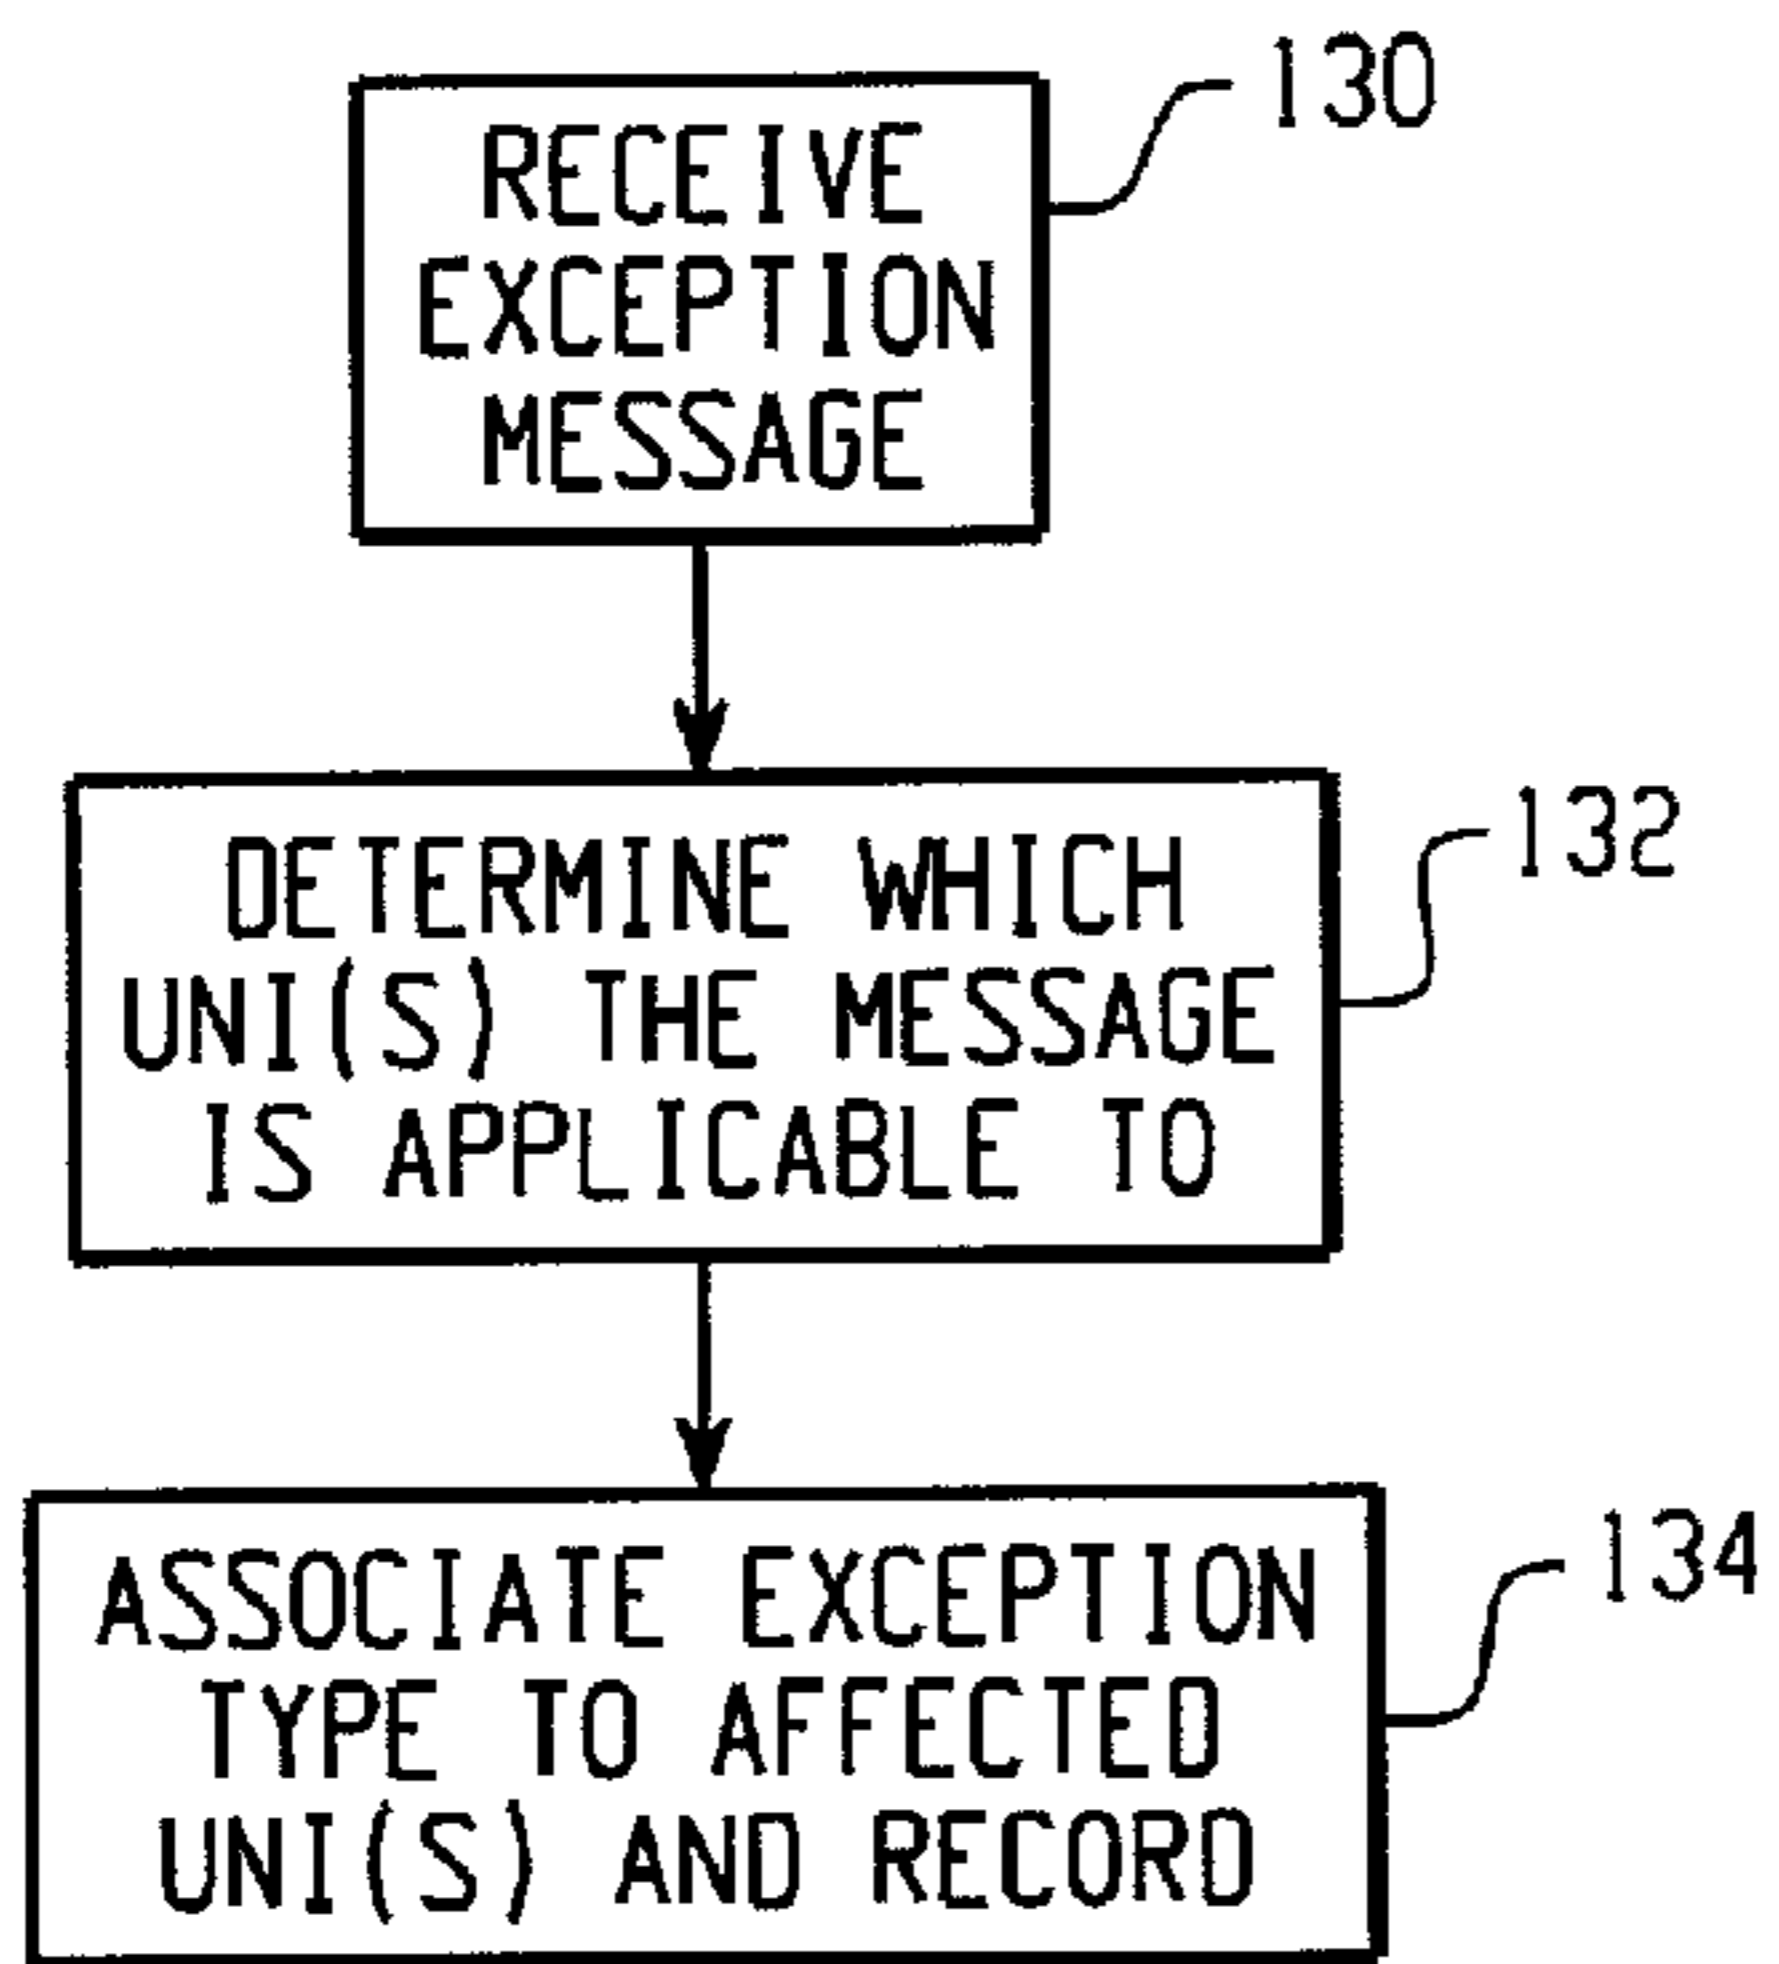 RECEIVE
EXCEPTION
MESSAGE
130
DETERMINE WHICH
UNI(S) THE MESSAGE
IS APPLICABLE TO
132
ASSOCIATE EXCEPTION
TYPE TO AFFECTED
UNI(S) AND RECORD
134